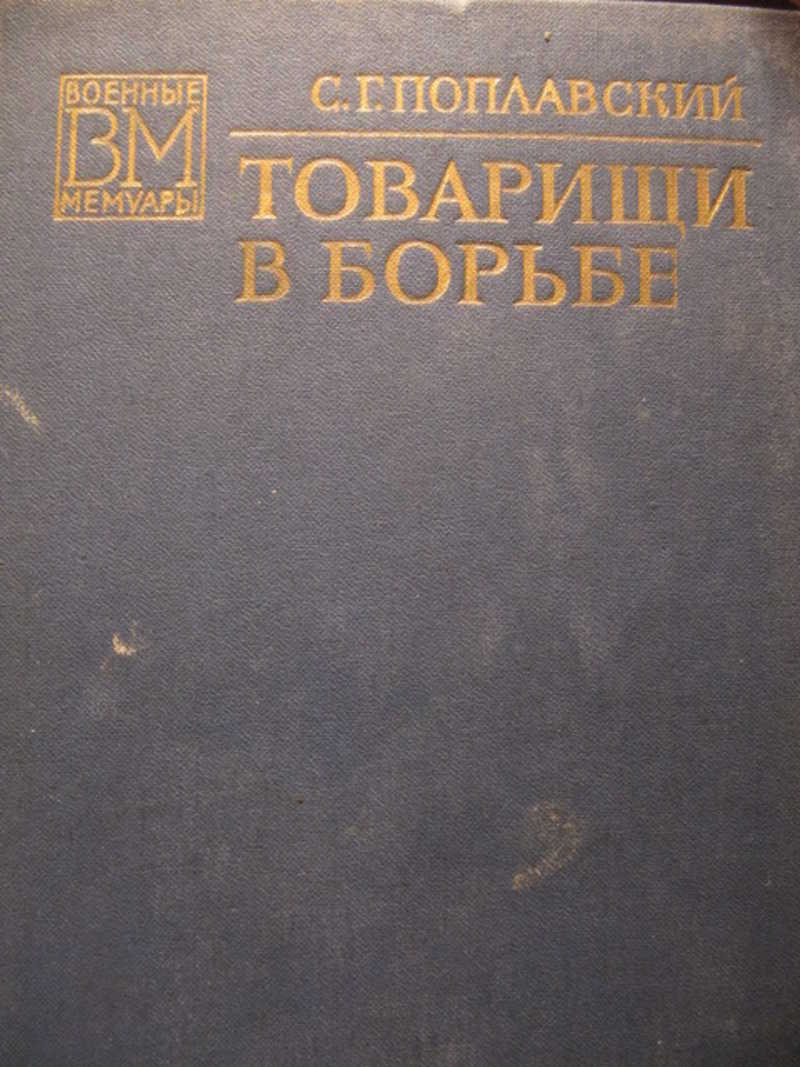 ВОЕННЫЕ
ВМ
МЕМУАРЫ
С.Г.ПОПЛАВСКИЙ
ТОВАРИЩИ
В БОРЬБЕ